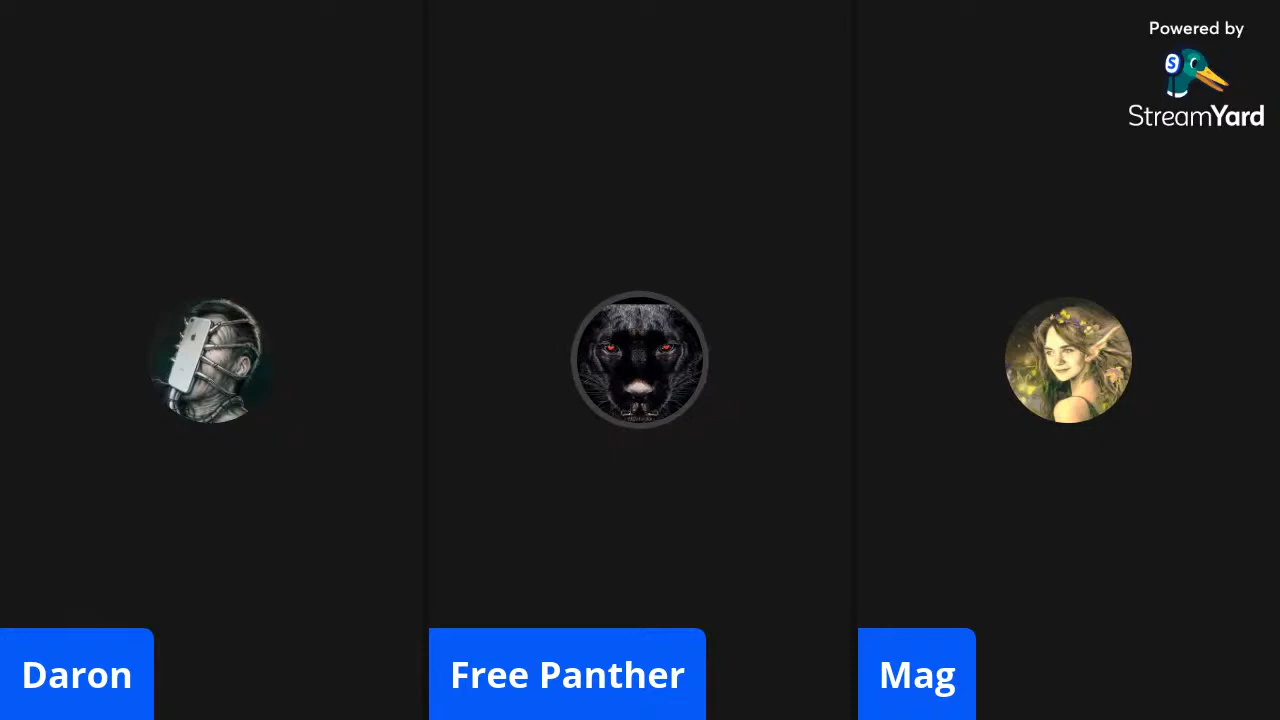 Powered by
S
StreamYard
Daron
Free Panther
Mag